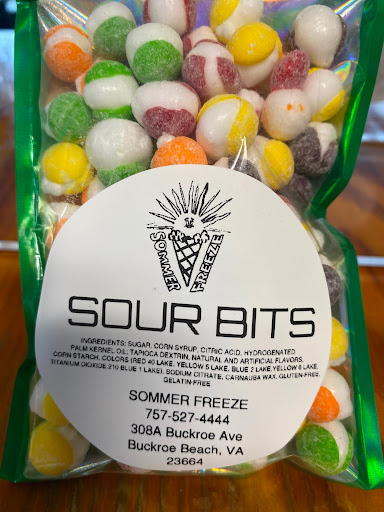 SOMMER
FREEZE
SOUR BITS
INGREDIENTS: SUGAR, CORN SYRUP, CITRIC ACID, HYDROGENATED
PALM KERNEL OIL; TAPIOCA DEXTRIN, NATURAL AND ARTIFICIAL FLAVORS,
CORN STARCH, COLORS (RED 40 LAKE, YELLOW 5 LAKE, BLUE 2 LAKE,YELLOW 6 LAKE,
TITANIUM DIOXIDE,210 BLUE 1 LAKE), SODIUM CITRATE, CARNAUBA WAX, GLUTEN-FREE,
GELATIN-FREE
SOMMER FREEZE
757-527-4444
308A Buckroe Ave
Buckroe Beach, VA
23664